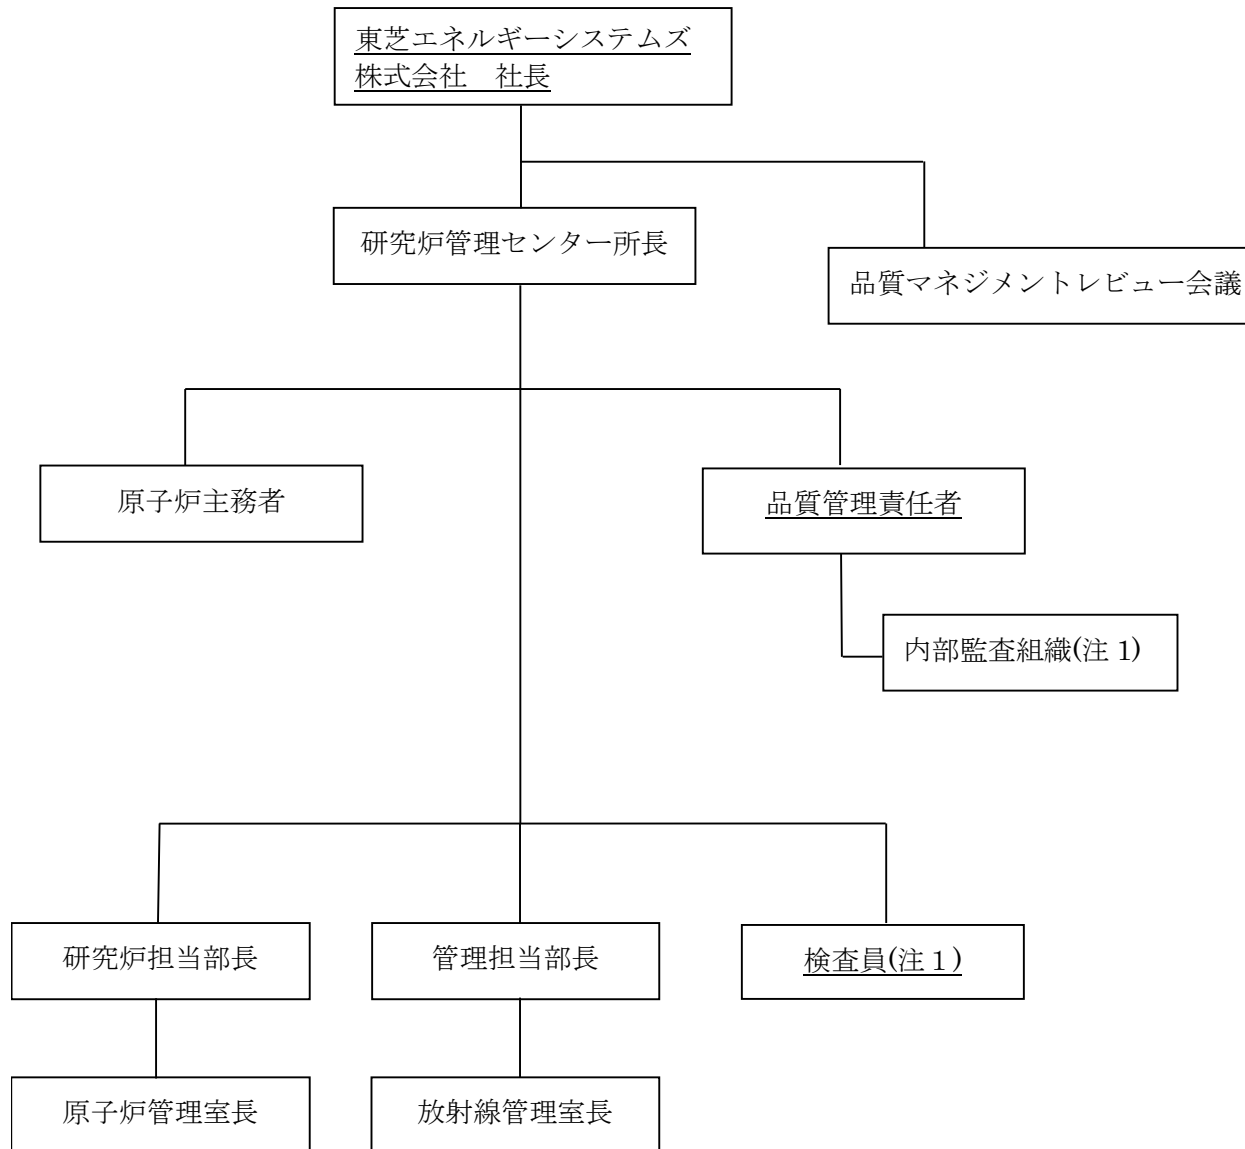 東芝エネルギーシステムズ
株式会社　社長
研究炉管理センター所長
品質マネジメントレビュー会議
原子炉主務者
品質管理責任者
内部監査組織(注 1)
研究炉担当部長
管理担当部長
検査員(注１)
原子炉管理室長
放射線管理室長